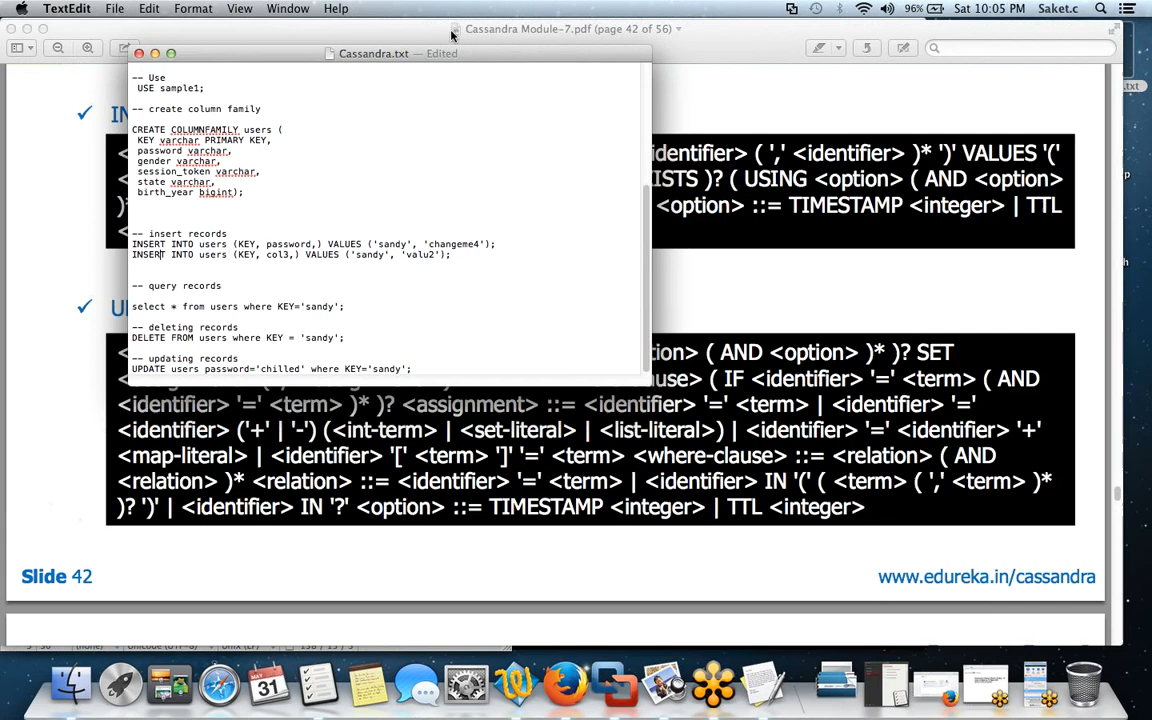 TextEdit File Edit Format View Window Help
96% Sat 10:05 PM Saket.c
Cassandra Module-7.pdf (page 42 of 56)
Cassandra.txt — Edited
-- Use
USE sample1;
-- create column family
CREATE COLUMNFAMILY users (
KEY varchar PRIMARY KEY,
password varchar,
gender varchar,
session_token varchar,
state varchar,
birth_year bigint);
-- insert records
INSERT INTO users (KEY, password,) VALUES ('sandy', 'changeme4');
INSERT INTO users (KEY, col3,) VALUES ('sandy', 'valu2');
-- query records
select * from users where KEY='sandy';
-- deleting records
DELETE FROM users where KEY = 'sandy';
-- updating records
UPDATE users password='chilled' where KEY='sandy';
.txt
IN
identifier> ( ',' <identifier> )* ')' VALUES '('
)? ( USING <option> ( AND <option>
<option> ::= TIMESTAMP <integer> | TTL
( AND <option> )* )? SET
( IF <identifier> '=' <term> ( AND
<identifier> '=' <term> )* )? <assignment> ::= <identifier> '=' <term> | <identifier> '='
<identifier> ('+' | '-') (<int-term> | <set-literal> | <list-literal>) | <identifier> '=' <identifier> '+'
<map-literal> | <identifier> '[' <term> ']' '=' <term> <where-clause> ::= <relation> ( AND
<relation> )* <relation> ::= <identifier> '=' <term> | <identifier> IN '(' ( <term> ( ',' <term> )*
)? ')' | <identifier> IN '?' <option> ::= TIMESTAMP <integer> | TTL <integer>
Slide 42
www.edureka.in/cassandra
JUL
31